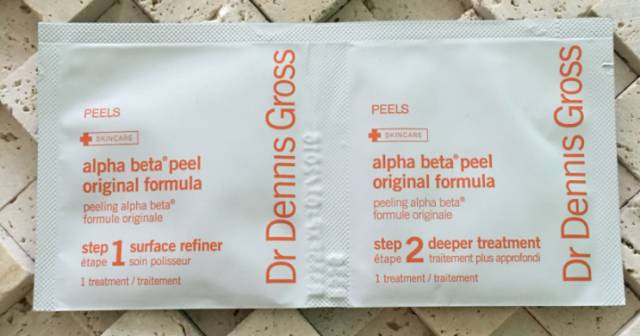 PEELS
SKINCARE
alpha beta® peel
original formula
peeling alpha beta®
formule originale
step 1 surface refiner
étape soin polisseur
1 treatment / traitement
Dr Dennis Gross
PEELS
SKINCARE
alpha beta® peel
original formula
peeling alpha beta®
formule originale
step 2 deeper treatment
étape traitement plus approfondi
1 treatment / traitement
Dr Dennis Gross